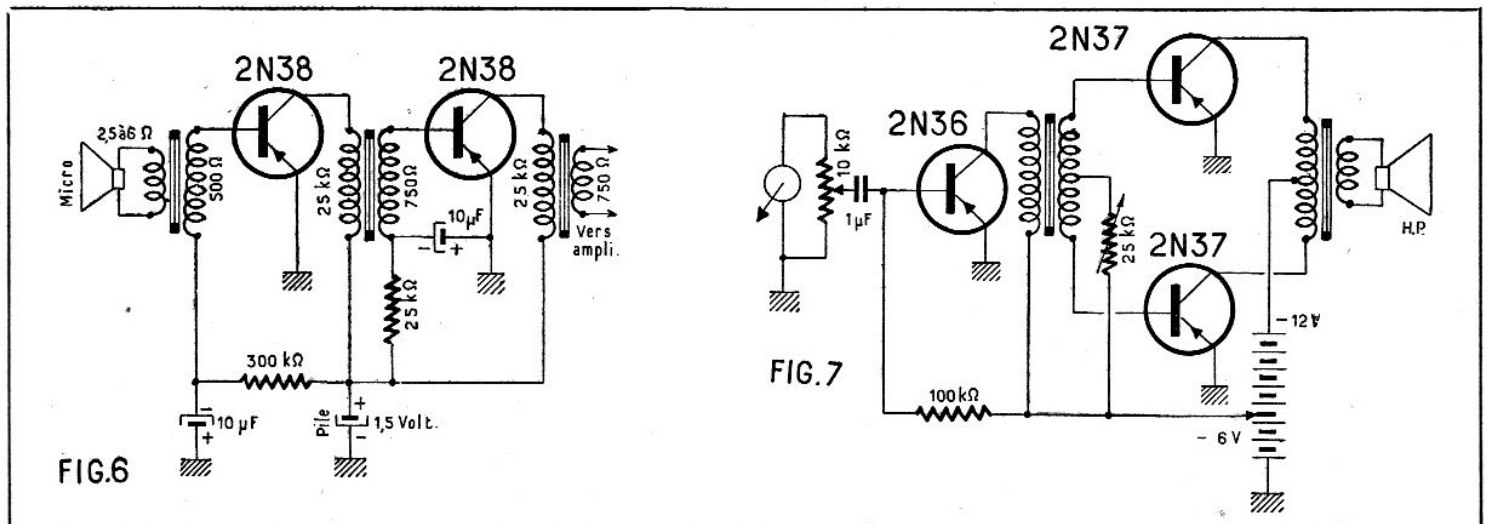 2N38
2N38
2,5 à 6 Ω
Micro
500 Ω
25 kΩ
750 Ω
10 µF
- +
25 kΩ
750 Ω
Vers
ampli.
25 kΩ
300 kΩ
-
10 µF
+
Pile
+
1,5 Volt.
-
FIG.6
2N37
2N36
10 kΩ
1 µF
25 kΩ
2N37
H.P.
- 12 V
FIG.7
100 kΩ
- 6 V